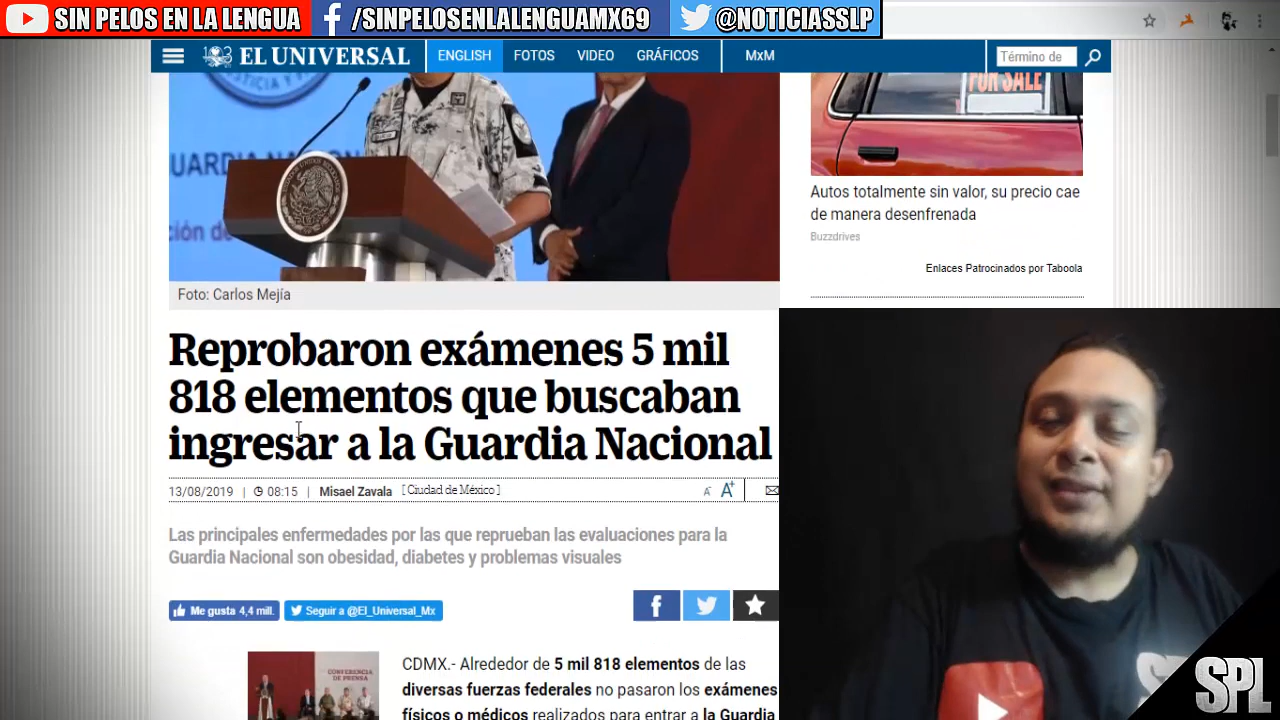 SIN PELOS EN LA LENGUA
/SINPELOSENLALENGUAMX69
@NOTICIASSLP
EL UNIVERSAL
ENGLISH
FOTOS
VIDEO
GRÁFICOS
MxM
Término de
FOR SALE
Autos totalmente sin valor, su precio cae
de manera desenfrenada
Buzzdrives
Enlaces Patrocinados por Taboola
Foto: Carlos Mejía
Reprobaron exámenes 5 mil
818 elementos que buscaban
ingresar a la Guardia Nacional
13/08/2019 | 08:15 | Misael Zavala [ Ciudad de México ]
A- A+
Las principales enfermedades por las que reprueban las evaluaciones para la
Guardia Nacional son obesidad, diabetes y problemas visuales
Me gusta 4,4 mill.
Seguir a @El_Universal_Mx
CONFERENCIA
DE PRENSA
CDMX.- Alrededor de 5 mil 818 elementos de las
diversas fuerzas federales no pasaron los exámenes
físicos o médicos realizados para entrar a la Guardia
SPL